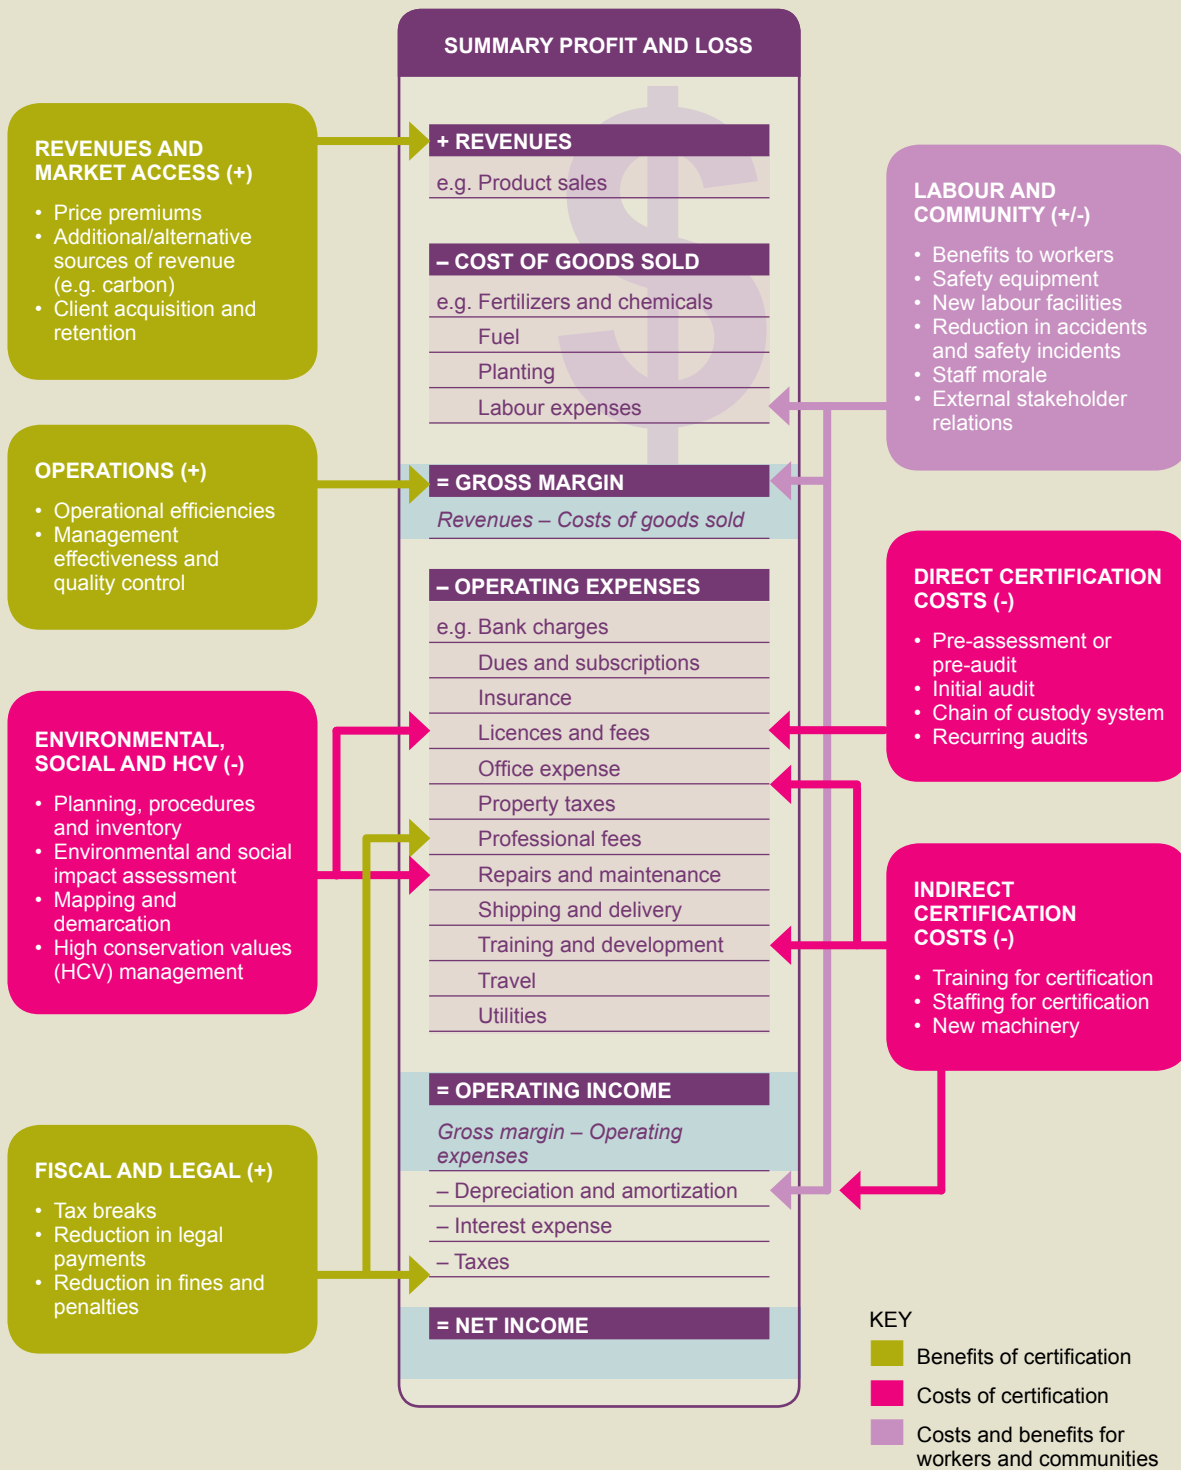 SUMMARY PROFIT AND LOSS
REVENUES AND
MARKET ACCESS (+)
• Price premiums
• Additional/alternative
sources of revenue
(e.g. carbon)
• Client acquisition and
retention
OPERATIONS (+)
• Operational efficiencies
• Management
effectiveness and
quality control
ENVIRONMENTAL,
SOCIAL AND HCV (-)
• Planning, procedures
and inventory
• Environmental and social
impact assessment
• Mapping and
demarcation
• High conservation values
(HCV) management
FISCAL AND LEGAL (+)
• Tax breaks
• Reduction in legal
payments
• Reduction in fines and
penalties
$
+ REVENUES
e.g. Product sales
– COST OF GOODS SOLD
e.g. Fertilizers and chemicals
Fuel
Planting
Labour expenses
= GROSS MARGIN
Revenues – Costs of goods sold
– OPERATING EXPENSES
e.g. Bank charges
Dues and subscriptions
Insurance
Licences and fees
Office expense
Property taxes
Professional fees
Repairs and maintenance
Shipping and delivery
Training and development
Travel
Utilities
= OPERATING INCOME
Gross margin – Operating
expenses
– Depreciation and amortization
– Interest expense
– Taxes
= NET INCOME
LABOUR AND
COMMUNITY (+/-)
• Benefits to workers
• Safety equipment
• New labour facilities
• Reduction in accidents
and safety incidents
• Staff morale
• External stakeholder
relations
DIRECT CERTIFICATION
COSTS (-)
• Pre-assessment or
pre-audit
• Initial audit
• Chain of custody system
• Recurring audits
INDIRECT
CERTIFICATION
COSTS (-)
• Training for certification
• Staffing for certification
• New machinery
KEY
Benefits of certification
Costs of certification
Costs and benefits for
workers and communities